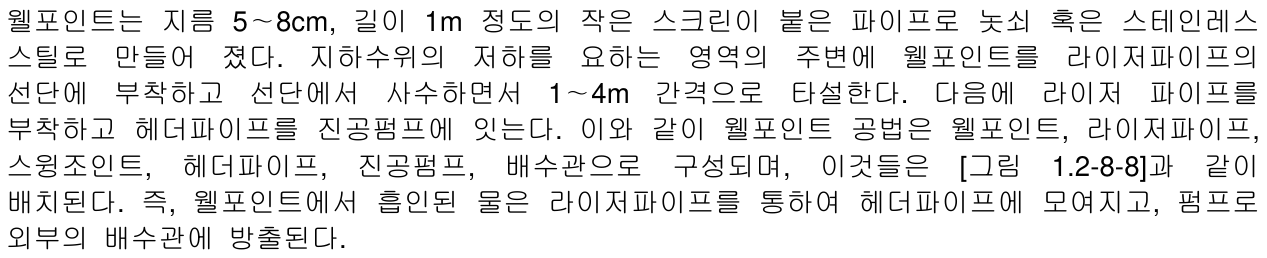 웰포인트는 지름 5～8cm, 길이 1m 정도의 작은 스크린이 붙은 파이프로 놋쇠 혹은 스테인레스
스틸로 만들어 졌다. 지하수위의 저하를 요하는 영역의 주변에 웰포인트를 라이저파이프의
선단에 부착하고 선단에서 사수하면서 1～4m 간격으로 타설한다. 다음에 라이저 파이프를
부착하고 헤더파이프를 진공펌프에 잇는다. 이와 같이 웰포인트 공법은 웰포인트, 라이저파이프,
스윙조인트, 헤더파이프, 진공펌프, 배수관으로 구성되며, 이것들은 [그림 1.2-8-8]과 같이
배치된다. 즉, 웰포인트에서 흡인된 물은 라이저파이프를 통하여 헤더파이프에 모여지고, 펌프로
외부의 배수관에 방출된다.